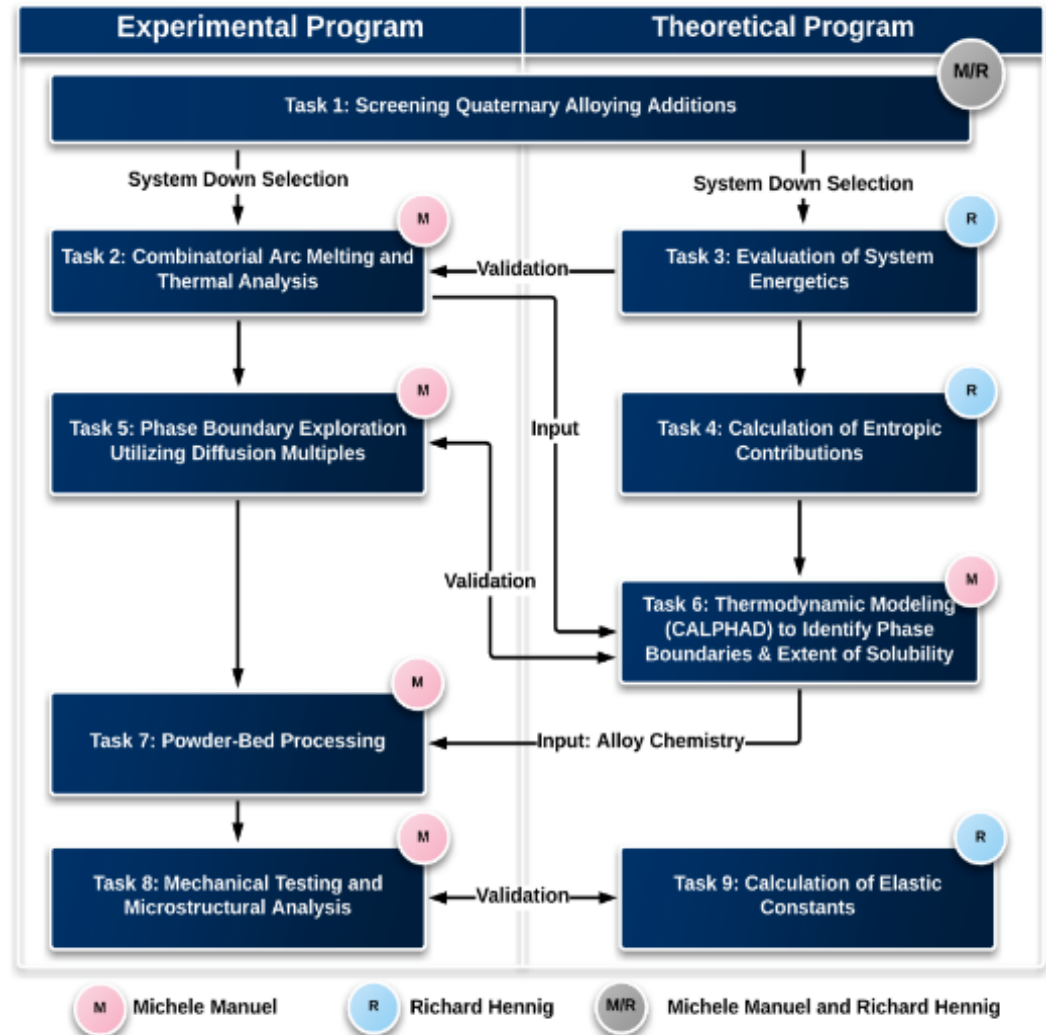 Experimental Program
Theoretical Program
M/R
Task 1: Screening Quaternary Alloying Additions
System Down Selection
System Down Selection
M
R
Task 2: Combinatorial Arc Melting and
Thermal Analysis
Validation
Task 3: Evaluation of System
Energetics
M
R
Task 5: Phase Boundary Exploration
Utilizing Diffusion Multiples
Input
Task 4: Calculation of Entropic
Contributions
Validation
M
Task 6: Thermodynamic Modeling
(CALPHAD) to Identify Phase
Boundaries & Extent of Solubility
M
Task 7: Powder-Bed Processing
Input: Alloy Chemistry
M
R
Task 8: Mechanical Testing and
Microstructural Analysis
Validation
Task 9: Calculation of Elastic
Constants
M Michele Manuel
R Richard Hennig
M/R Michele Manuel and Richard Hennig